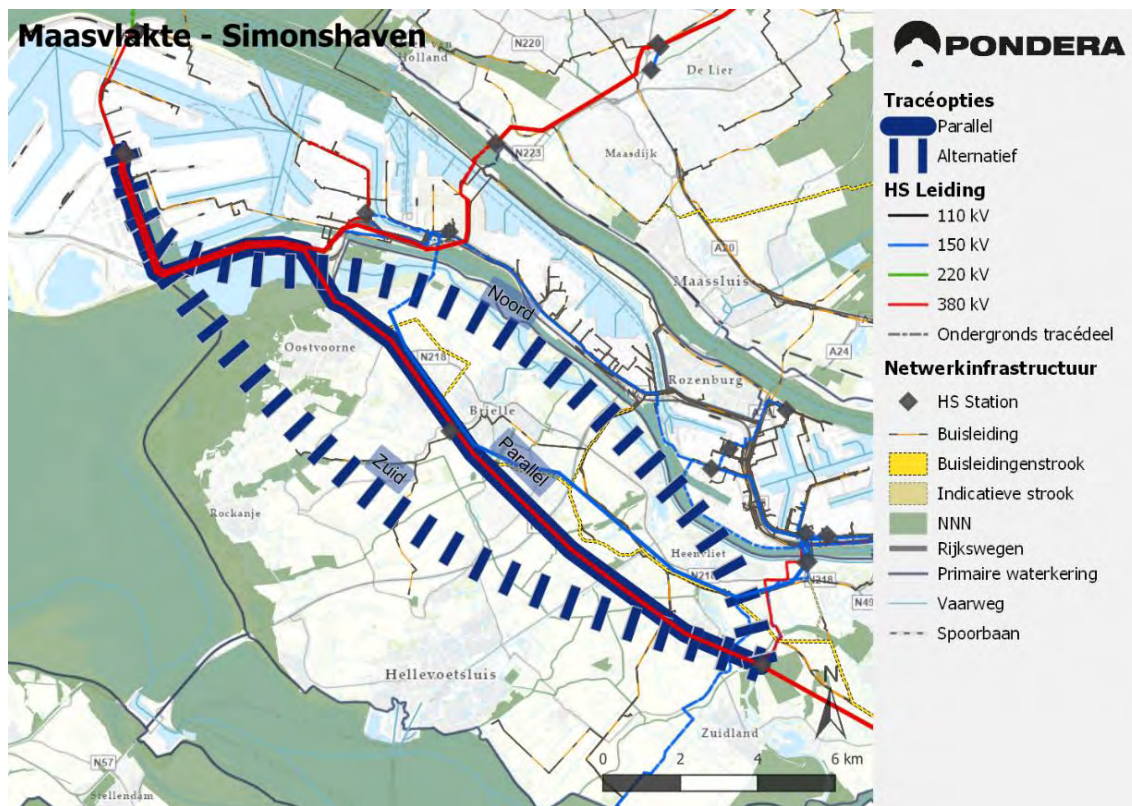 Maasvlakte - Simonshaven
N220
Holland
De Lier
N223
Maasdijk
A20
Maassluis
A24
Noord
Oostvoorne
N218
Rozenburg
Brielle
Parallel
Zuid
Rockanje
Heenvliet
N218
N218
N49
Hellevoetsluis
N
Zuidland
N57
Stellendam
0 2 4 6 km
PONDERA
Tracéopties
Parallel
Alternatief
HS Leiding
110 kV
150 kV
220 kV
380 kV
Ondergronds tracédeel
Netwerkinfrastructuur
HS Station
Buisleiding
Buisleidingenstrook
Indicatieve strook
NNN
Rijkswegen
Primaire waterkering
Vaarweg
Spoorbaan